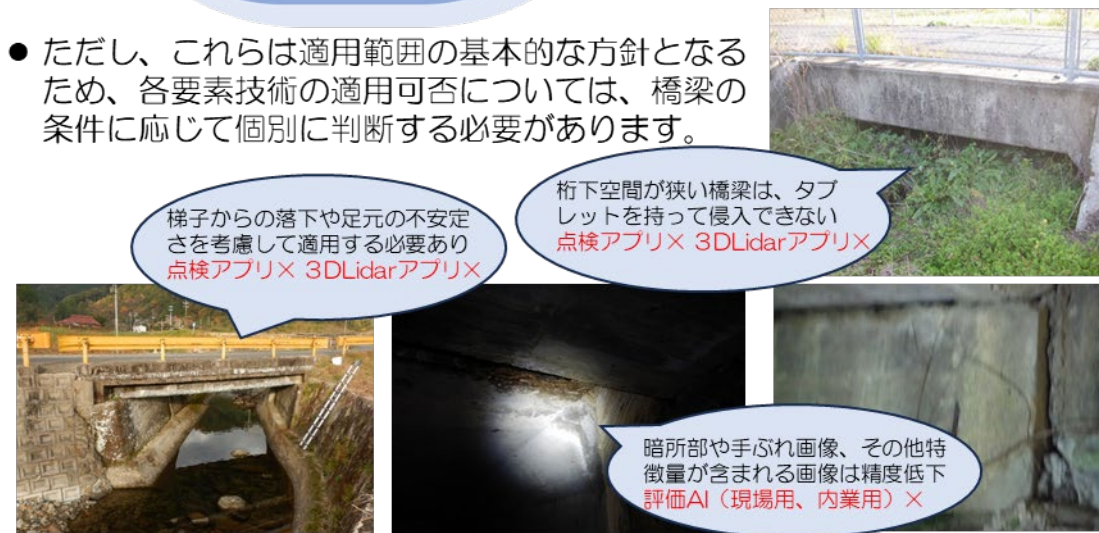 ● ただし、これらは適用範囲の基本的な方針となる
ため、各要素技術の適用可否については、橋梁の
条件に応じて個別に判断する必要があります。
桁下空間が狭い橋梁は、タブ
レットを持って侵入できない
点検アプリ× 3DLidarアプリ×
梯子からの落下や足元の不安定
さを考慮して適用する必要あり
点検アプリ× 3DLidarアプリ×
暗所部や手ぶれ画像、その他特
徴量が含まれる画像は精度低下
評価AI（現場用、内業用）×